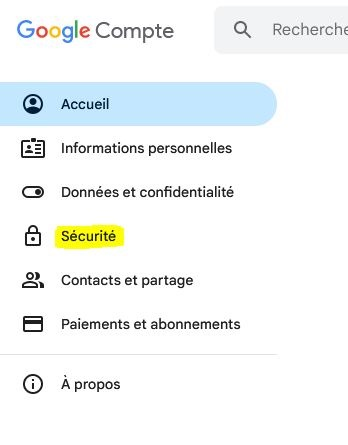 Google Compte
Recherche
Accueil
Informations personnelles
Données et confidentialité
Sécurité
Contacts et partage
Paiements et abonnements
À propos